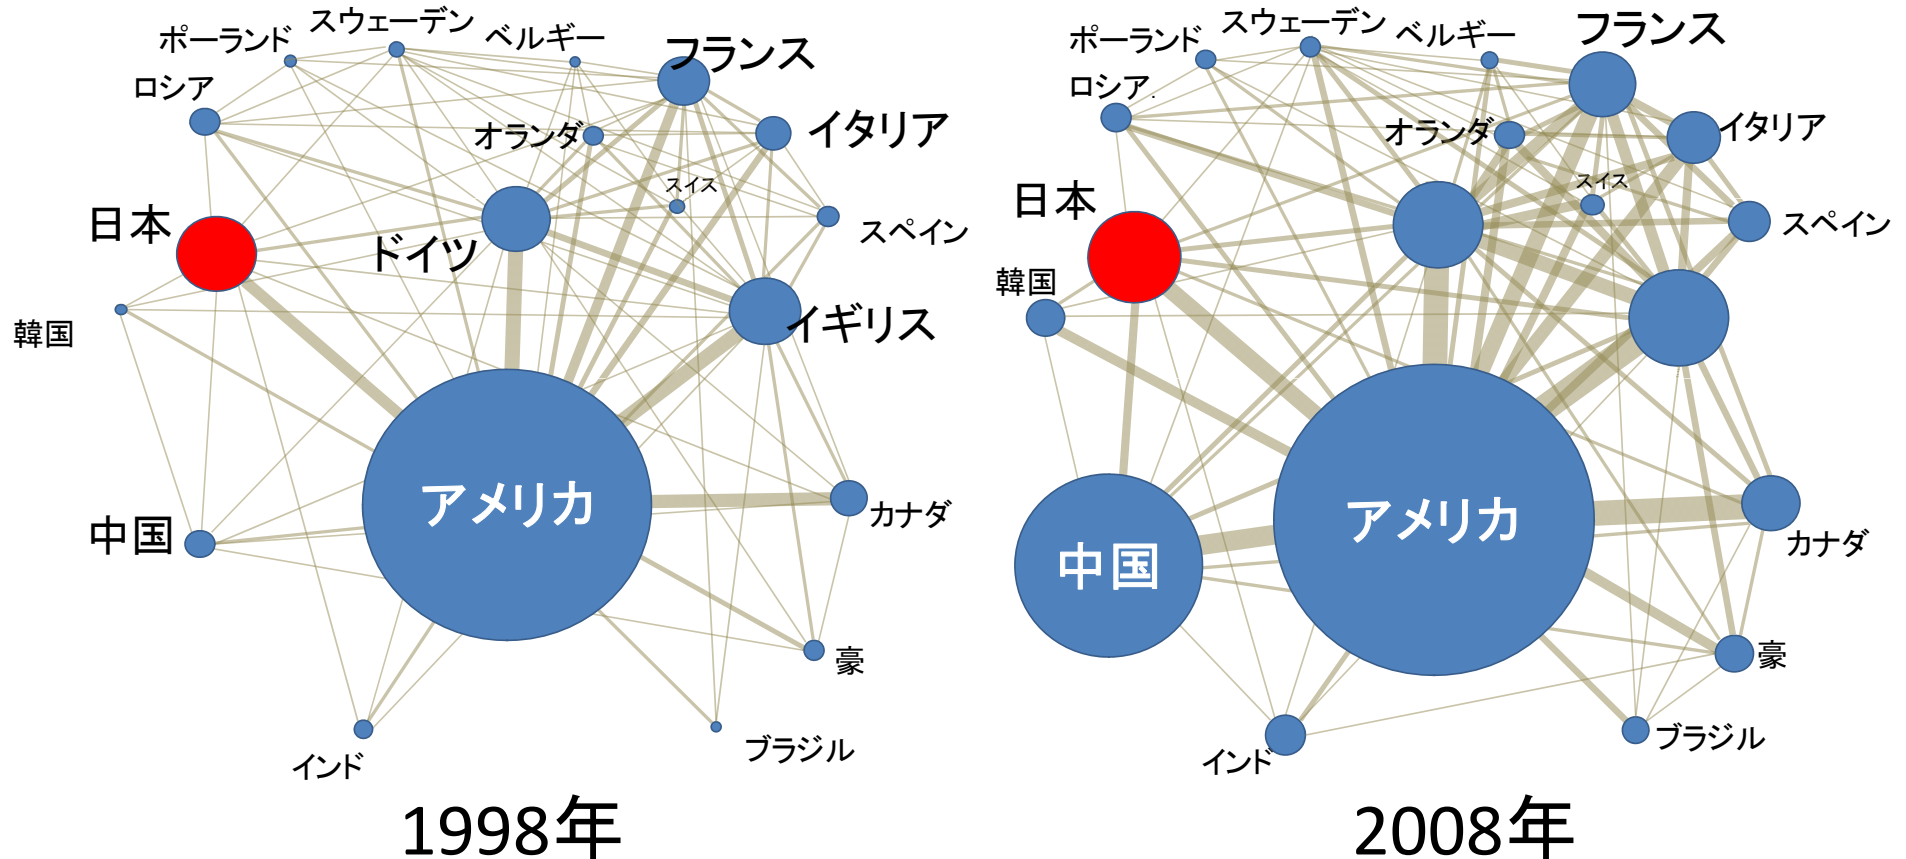 ポーランド
スウェーデン
ベルギー
フランス
ロシア
オランダ
イタリア
スイス
日本
ドイツ
スペイン
韓国
イギリス
アメリカ
カナダ
中国
豪
インド
ブラジル
1998年
ポーランド
スウェーデン
ベルギー
フランス
ロシア.
オランダ
イタリア
スイス
日本
スペイン
韓国
アメリカ
カナダ
中国
豪
インド
ブラジル
2008年